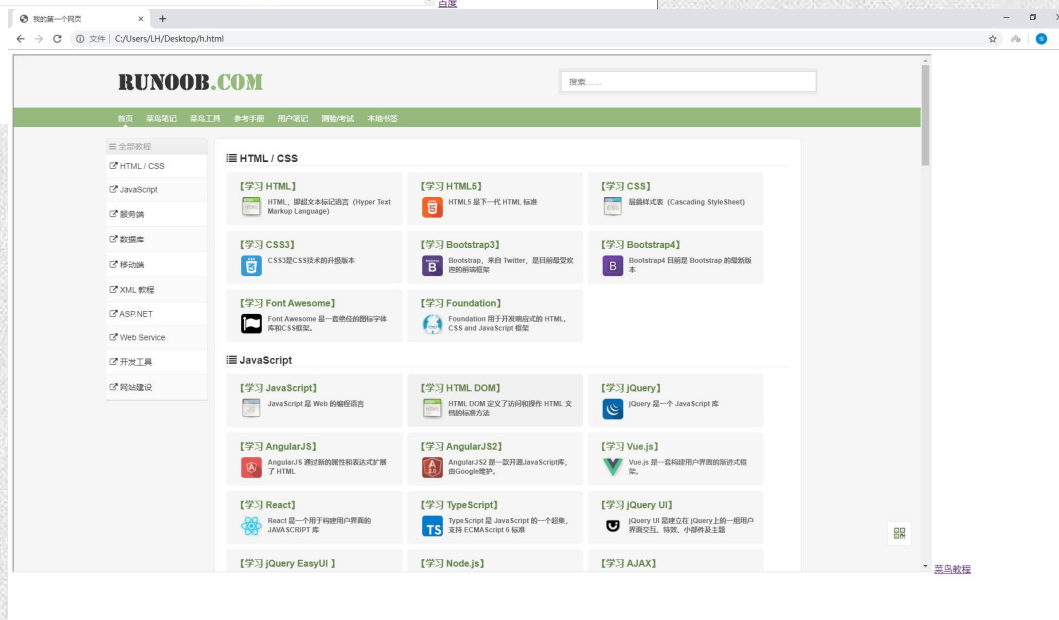 百度
我的第一个网页
文件 | C:/Users/LH/Desktop/h.html
RUNOOB.COM
搜索......
首页 菜鸟笔记 菜鸟工具 参考手册 用户笔记 测验/考试 本地书签
全部教程
HTML / CSS
JavaScript
服务端
数据库
移动端
XML 教程
ASP.NET
Web Service
开发工具
网站建设
HTML / CSS
【学习 HTML】
HTML，即超文本标记语言（Hyper Text
Markup Language）
【学习 HTML5】
HTML5 是下一代 HTML 标准
【学习 CSS】
层叠样式表（Cascading StyleSheet）
【学习 CSS3】
CSS3是CSS技术的升级版本
【学习 Bootstrap3】
Bootstrap，来自 Twitter，是目前最受欢
迎的前端框架
【学习 Bootstrap4】
Bootstrap4 目前是 Bootstrap 的最新版
本
【学习 Font Awesome】
Font Awesome 是一套绝佳的图标字体
库和CSS框架。
【学习 Foundation】
Foundation 用于开发响应式的 HTML,
CSS and JavaScript 框架
JavaScript
【学习 JavaScript】
JavaScript 是 Web 的编程语言
【学习 HTML DOM】
HTML DOM 定义了访问和操作 HTML 文
档的标准方法
【学习 jQuery】
jQuery 是一个 JavaScript 库
【学习 AngularJS】
AngularJS 通过新的属性和表达式扩展
了 HTML
【学习 AngularJS2】
AngularJS2 是一款开源JavaScript库，
由Google维护。
【学习 Vue.js】
Vue.js 是一套构建用户界面的渐进式框
架。
【学习 React】
React 是一个用于构建用户界面的
JAVASCRIPT 库
【学习 TypeScript】
TypeScript 是 JavaScript 的一个超集，
支持 ECMAScript 6 标准
【学习 jQuery UI】
jQuery UI 是建立在 jQuery上的一组用户
界面交互、特效、小部件及主题
【学习 jQuery EasyUI 】
【学习 Node.js】
【学习 AJAX】
菜鸟教程